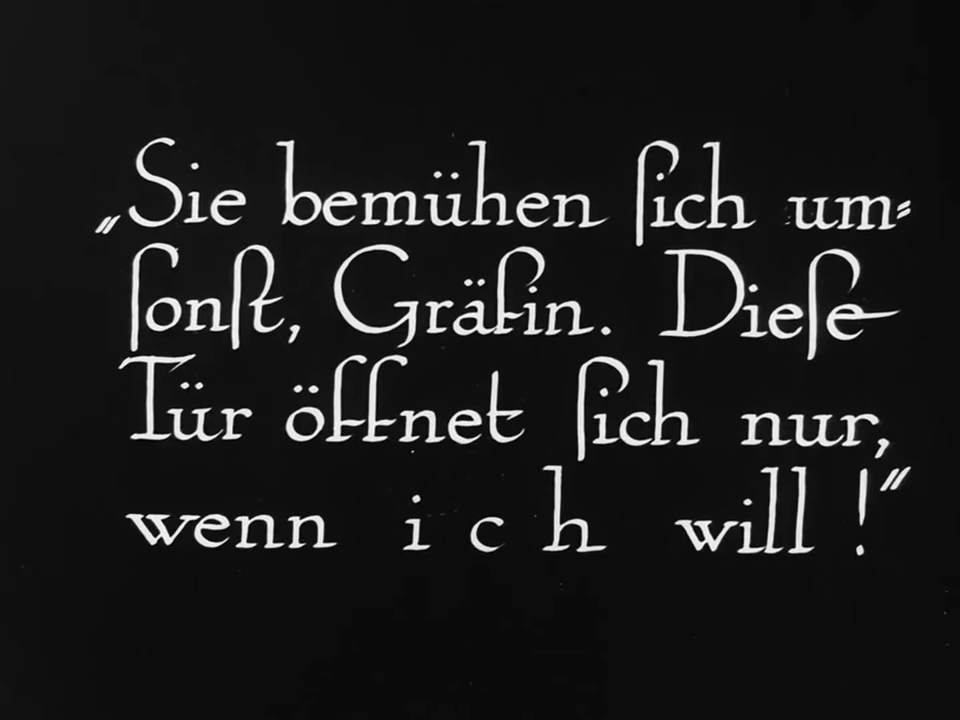 „Sie bemühen ſich um⸗
ſonſt, Gräfin. Dieſe
Tür öffnet ſich nur,
wenn i c h will!“